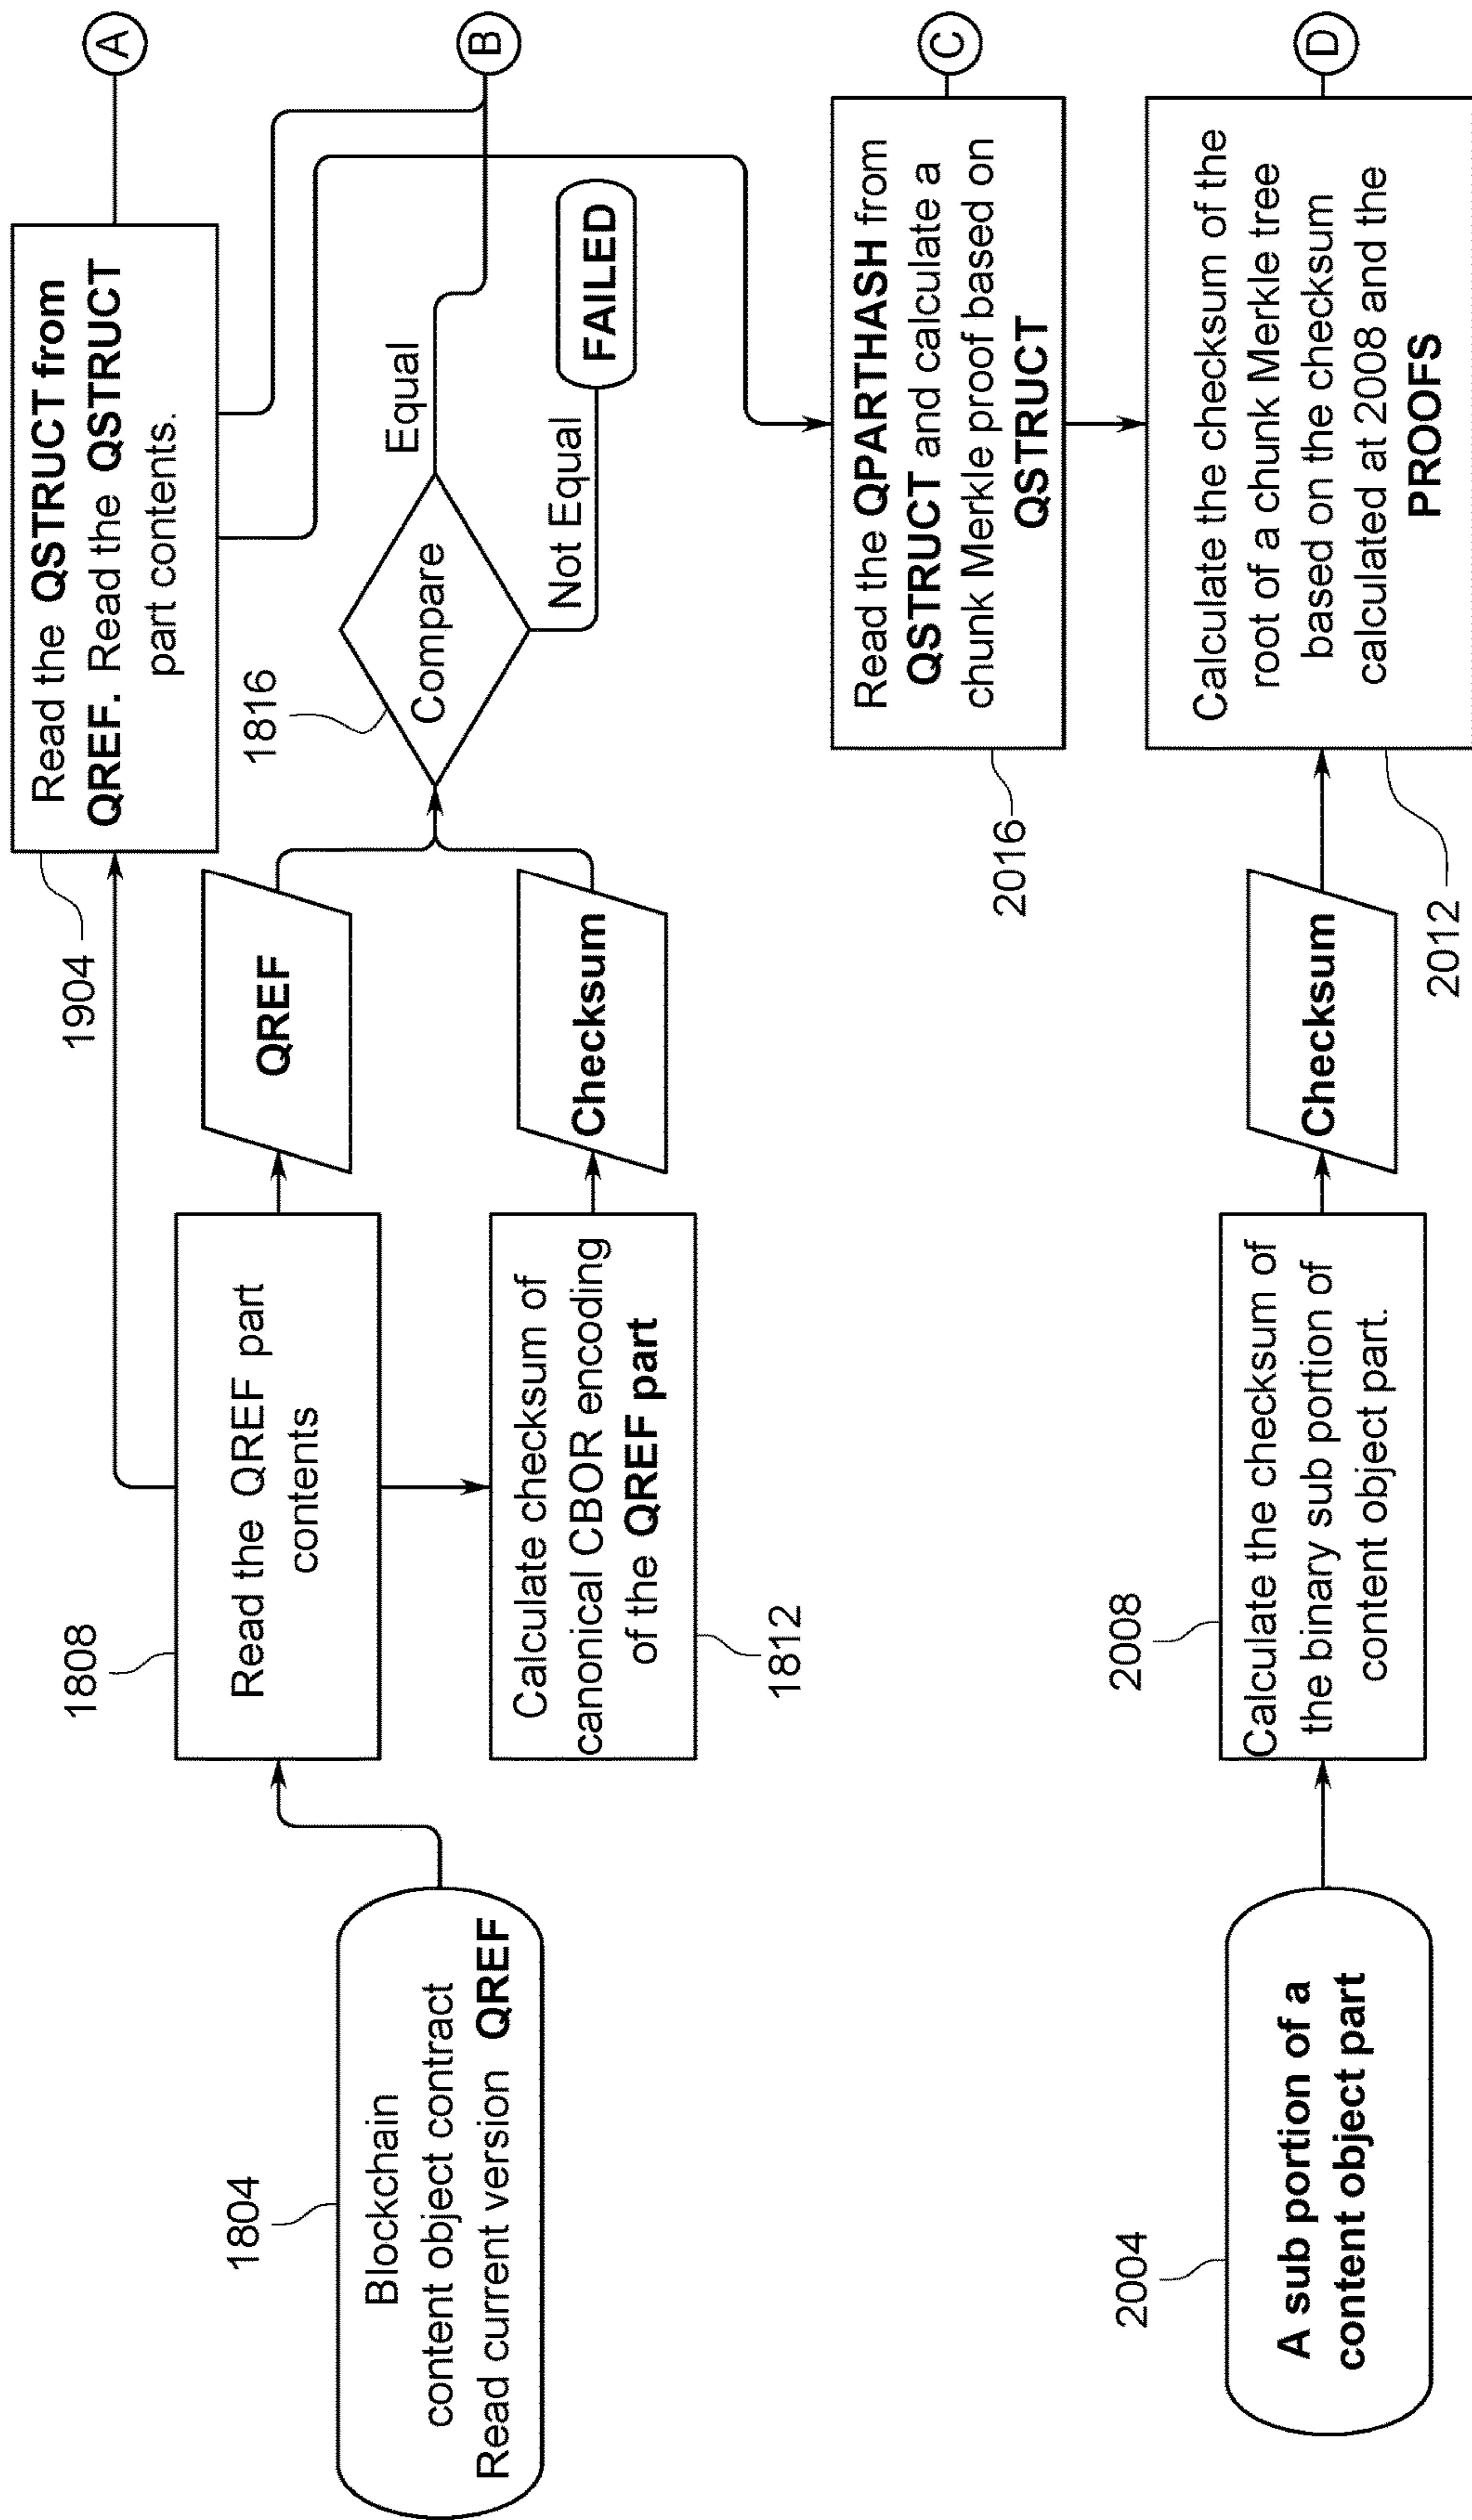 1804
Blockchain
content object contract
Read current version QREF
1808
Read the QREF part
contents
1812
Calculate checksum of
canonical CBOR encoding
of the QREF part
QREF
Checksum
1904
Read the QSTRUCT from
QREF. Read the QSTRUCT
part contents.
1816
Compare
Equal
Not Equal
FAILED
A
B
2016
Read the QPARTHASH from
QSTRUCT and calculate a
chunk Merkle proof based on
QSTRUCT
C
2004
A sub portion of a
content object part
2008
Calculate the checksum of
the binary sub portion of
content object part.
Checksum
2012
Calculate the checksum of the
root of a chunk Merkle tree
based on the checksum
calculated at 2008 and the
PROOFS
D